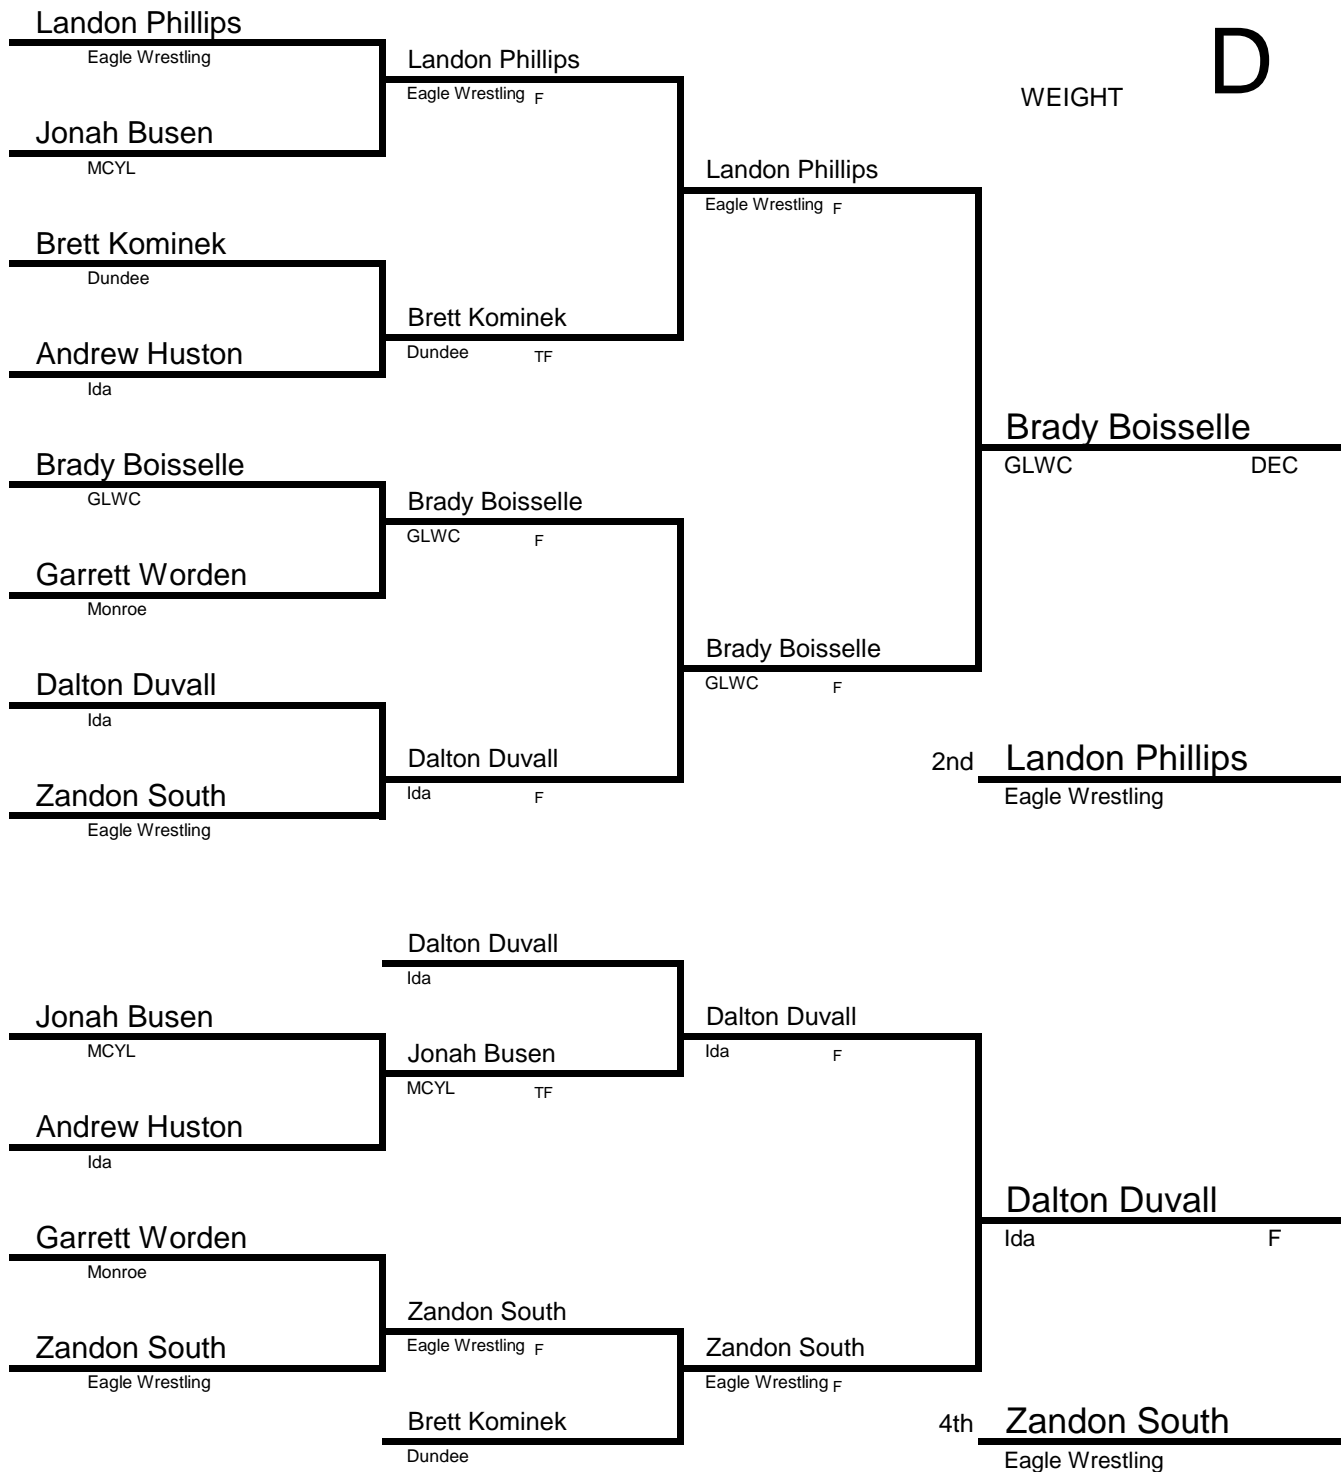 Landon Phillips
Eagle Wrestling
Landon Phillips
Eagle Wrestling F
D
WEIGHT
Jonah Busen
MCYL
Landon Phillips
Eagle Wrestling F
Brett Kominek
Dundee
Brett Kominek
Dundee TF
Andrew Huston
Ida
Brady Boisselle
GLWC DEC
Brady Boisselle
GLWC
Brady Boisselle
GLWC F
Garrett Worden
Monroe
Brady Boisselle
GLWC F
Dalton Duvall
Ida
Dalton Duvall
Ida F
2nd Landon Phillips
Eagle Wrestling
Zandon South
Eagle Wrestling
Dalton Duvall
Ida
Jonah Busen
MCYL
Dalton Duvall
Ida F
Jonah Busen
MCYL TF
Andrew Huston
Ida
Dalton Duvall
Ida F
Garrett Worden
Monroe
Zandon South
Eagle Wrestling F
Zandon South
Eagle Wrestling
Zandon South
Eagle Wrestling F
Brett Kominek
Dundee
4th Zandon South
Eagle Wrestling